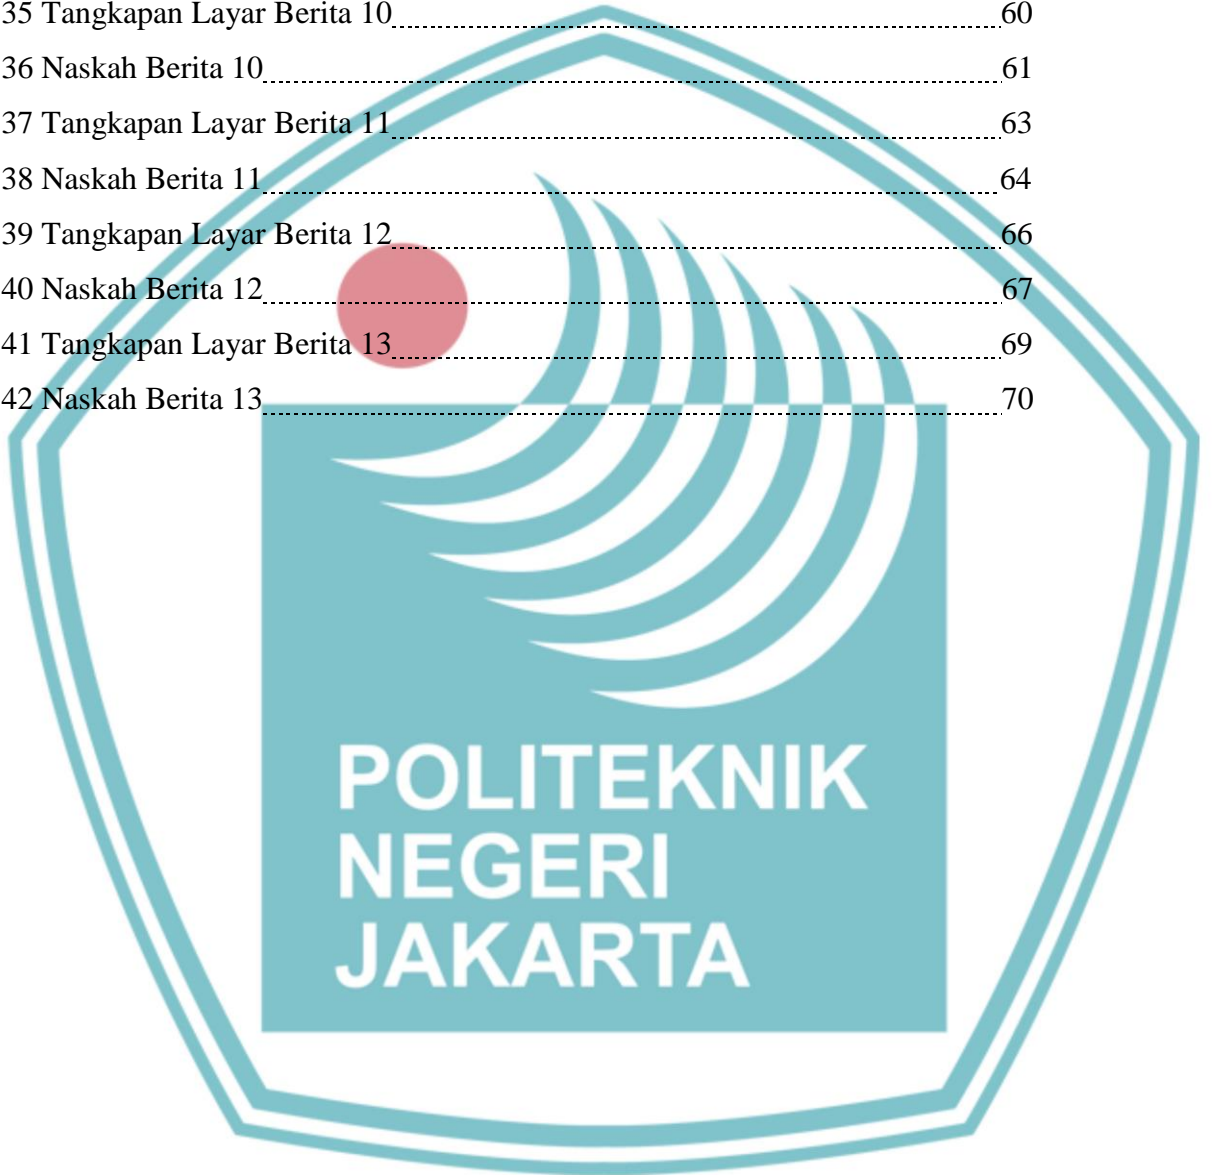 35 Tangkapan Layar Berita 10 60
36 Naskah Berita 10 61
37 Tangkapan Layar Berita 11 63
38 Naskah Berita 11 64
39 Tangkapan Layar Berita 12 66
40 Naskah Berita 12 67
41 Tangkapan Layar Berita 13 69
42 Naskah Berita 13 70
POLITEKNIK
NEGERI
JAKARTA